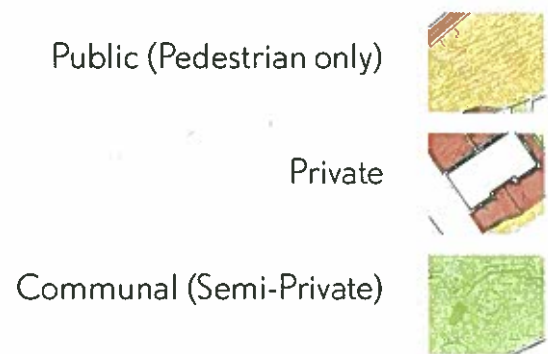 Public (Pedestrian only)
Private
Communal (Semi-Private)